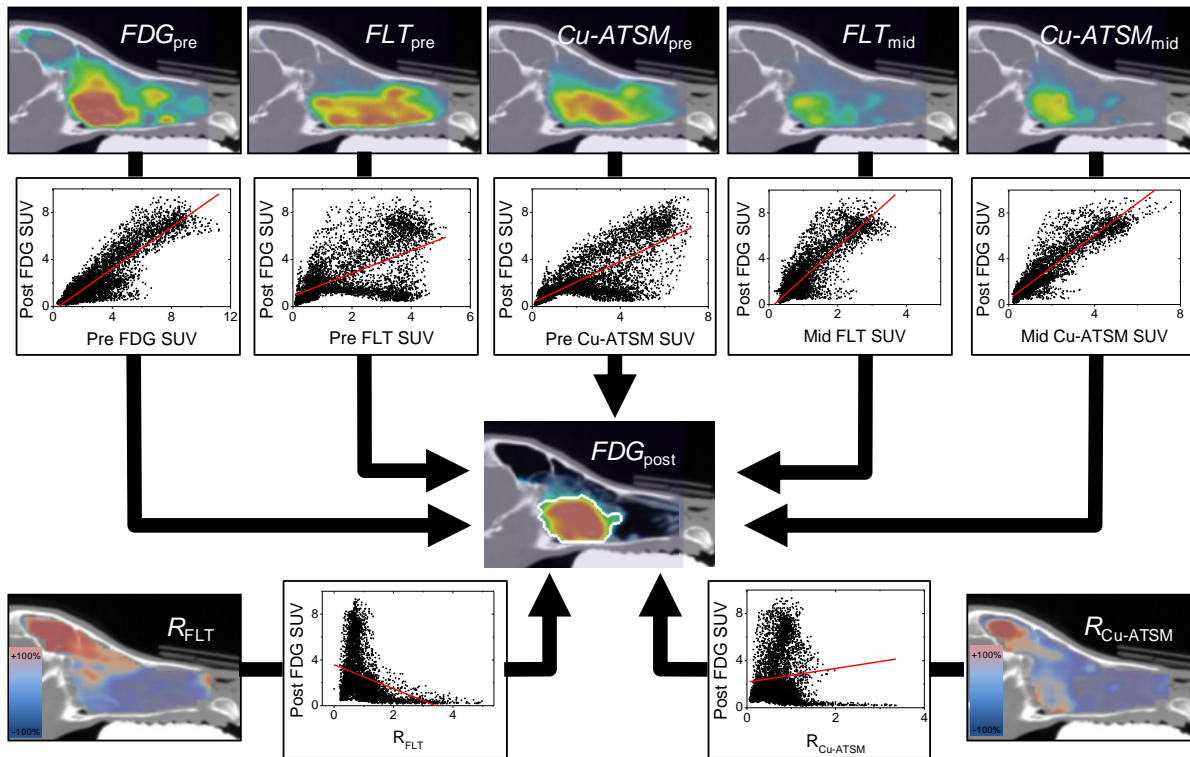 FDGpre
FLTpre
Cu-ATSMpre
FLTmid
Cu-ATSMmid
Post FDG SUV
8
4
0
0
4
8
12
Pre FDG SUV
Post FDG SUV
8
4
0
0
2
4
6
Pre FLT SUV
Post FDG SUV
8
4
0
0
2
4
6
8
Pre Cu-ATSM SUV
Post FDG SUV
8
4
0
0
2
4
Mid FLT SUV
Post FDG SUV
8
4
0
0
2
4
6
8
Mid Cu-ATSM SUV
FDGpost
RFLT
+100%
-100%
Post FDG SUV
8
4
0
0
2
4
RFLT
Post FDG SUV
8
4
0
0
2
4
RCu-ATSM
RCu-ATSM
+100%
-100%